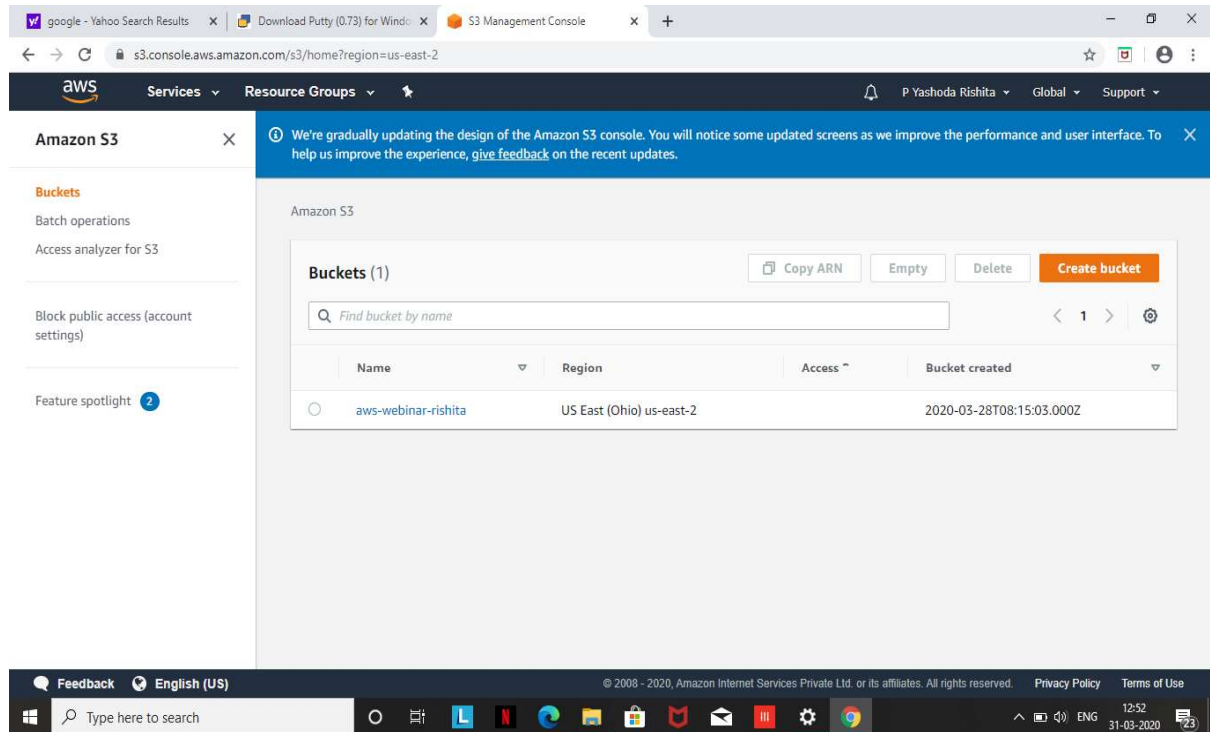 google - Yahoo Search Results
Download Putty (0.73) for Windo
S3 Management Console
s3.console.aws.amazon.com/s3/home?region=us-east-2
aws
Services
Resource Groups
P Yashoda Rishita
Global
Support
Amazon S3
We're gradually updating the design of the Amazon S3 console. You will notice some updated screens as we improve the performance and user interface. To
help us improve the experience, give feedback on the recent updates.
Buckets
Batch operations
Access analyzer for S3
Block public access (account
settings)
Feature spotlight 2
Amazon S3
Buckets (1)
Copy ARN
Empty
Delete
Create bucket
Find bucket by name
1
Name
Region
Access
Bucket created
aws-webinar-rishita
US East (Ohio) us-east-2
2020-03-28T08:15:03.000Z
Feedback
English (US)
© 2008 - 2020, Amazon Internet Services Private Ltd. or its affiliates. All rights reserved.
Privacy Policy
Terms of Use
Type here to search
L
N
ENG
12:52
31-03-2020
23